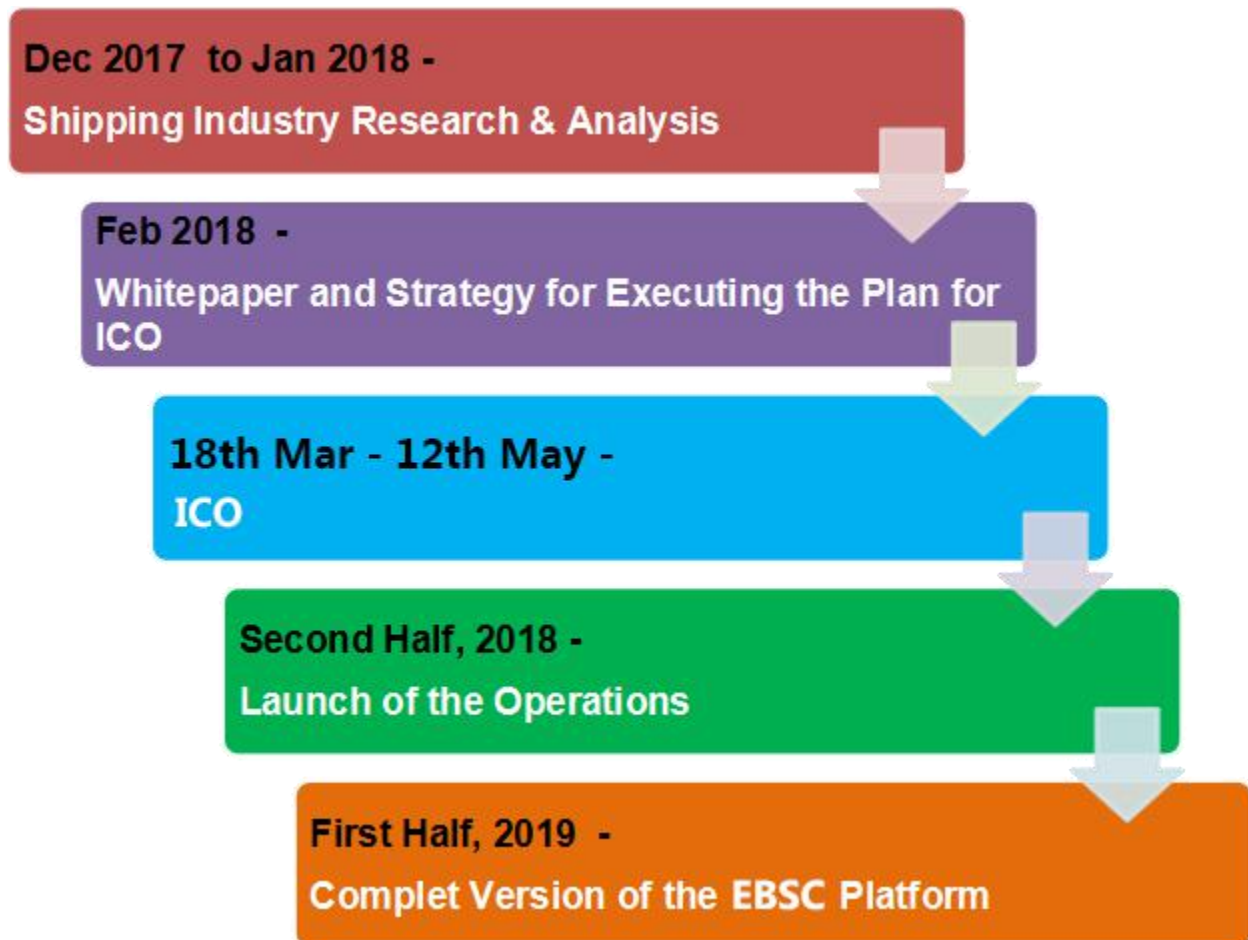 Dec 2017 to Jan 2018 -
Shipping Industry Research & Analysis
Feb 2018 -
Whitepaper and Strategy for Executing the Plan for
ICO
18th Mar - 12th May -
ICO
Second Half, 2018 -
Launch of the Operations
First Half, 2019 -
Complet Version of the EBSC Platform